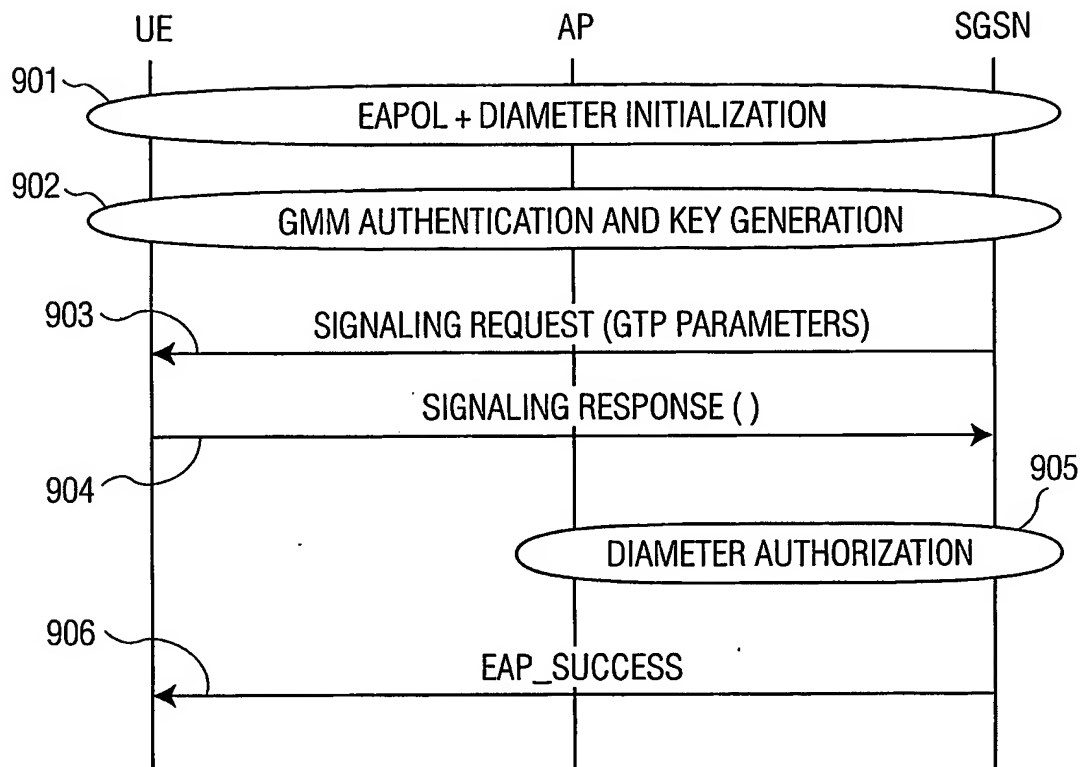 UE AP SGSN
901
EAPOL + DIAMETER INITIALIZATION
902
GMM AUTHENTICATION AND KEY GENERATION
903
SIGNALING REQUEST (GTP PARAMETERS)
SIGNALING RESPONSE ( )
904
905
DIAMETER AUTHORIZATION
906
EAP_SUCCESS